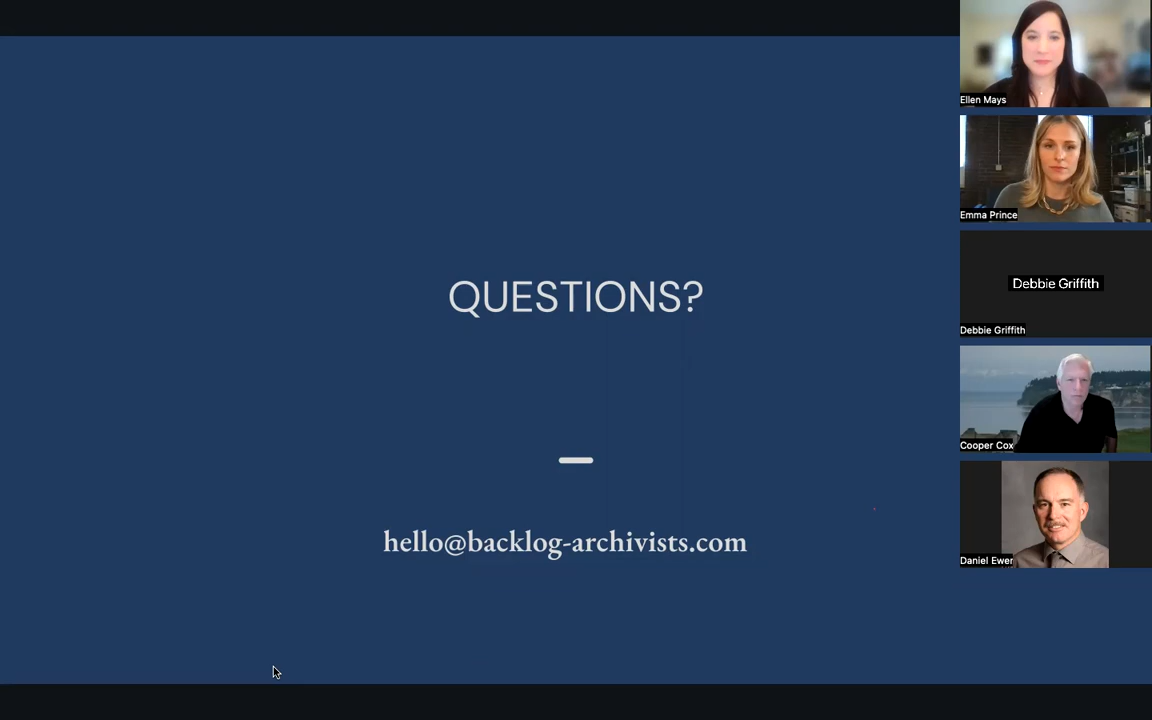 QUESTIONS?
hello@backlog-archivists.com
Ellen Mays
Emma Prince
Debbie Griffith
Debbie Griffith
Cooper Cox
Daniel Ewer